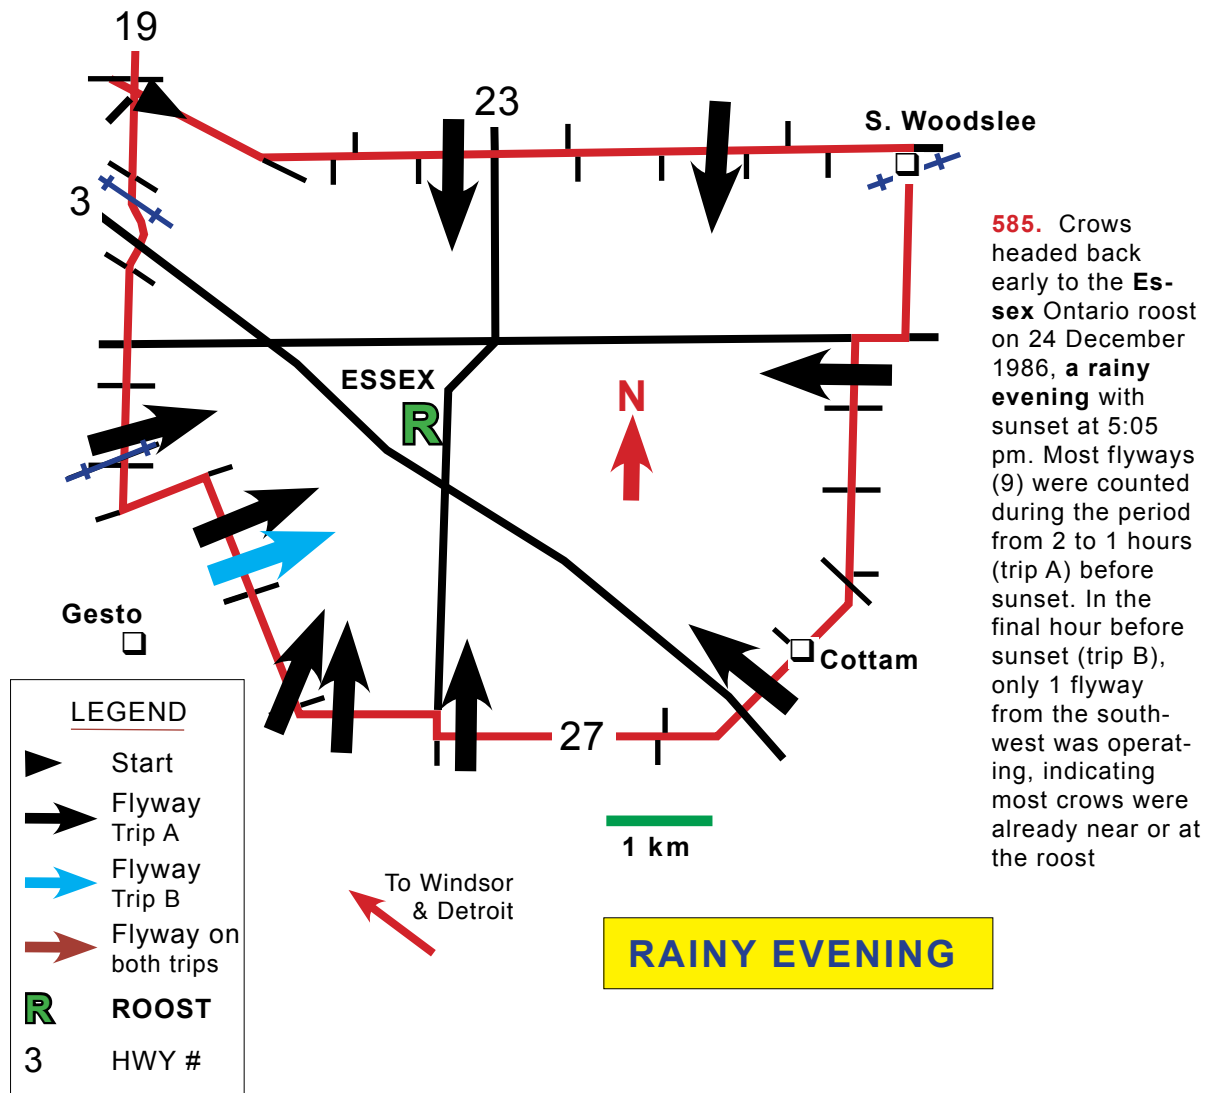 19
23
S. Woodslee
3
585. Crows
headed back
early to the Es-
sex Ontario roost
on 24 December
1986, a rainy
evening with
sunset at 5:05
pm. Most flyways
(9) were counted
during the period
from 2 to 1 hours
(trip A) before
sunset. In the
final hour before
sunset (trip B),
only 1 flyway
from the south-
west was operat-
ing, indicating
most crows were
already near or at
the roost
ESSEX
R
N
Gesto
Cottam
27
1 km
LEGEND
Start
Flyway
Trip A
Flyway
Trip B
Flyway on
both trips
R ROOST
3 HWY #
To Windsor
& Detroit
RAINY EVENING